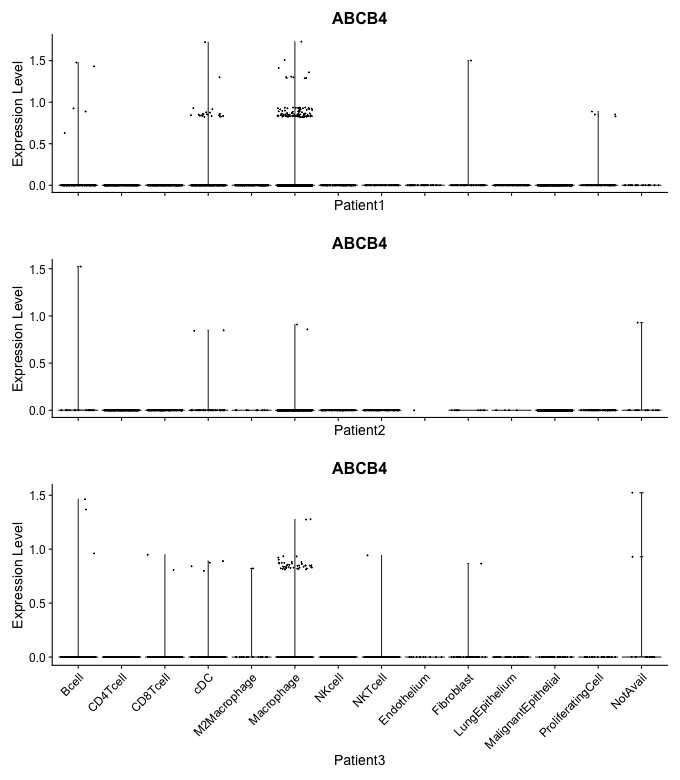 ABCB4
Expression Level
1.5
1.0
0.5
0.0
Patient1
ABCB4
Expression Level
1.5
1.0
0.5
0.0
Patient2
ABCB4
Expression Level
1.5
1.0
0.5
0.0
Bcell
CD4Tcell
CD8Tcell
cDC
M2Macrophage
Macrophage
NKcell
NKTcell
Endothelium
Fibroblast
LungEpithelium
MalignantEpithelial
ProliferatingCell
NotAvail
Patient3